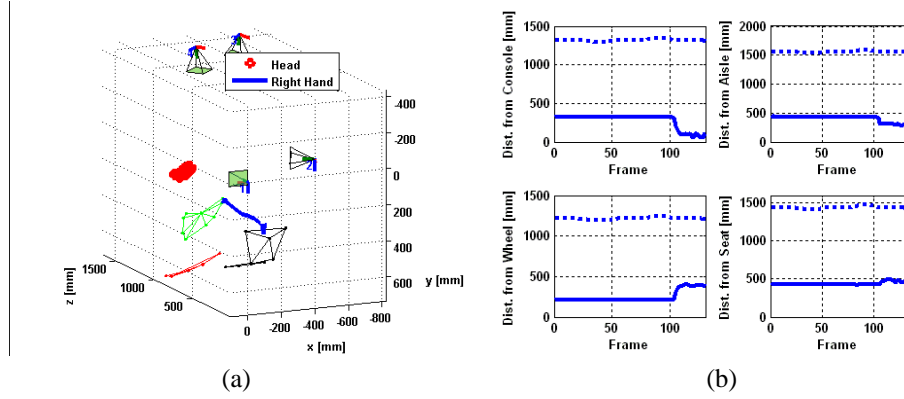 Head
Right Hand
-400
-200
0
200
400
600
y [mm]
1500
1000
500
z [mm]
0 -200 -400 -600 -800
x [mm]
(a)
1500
1000
500
0
Dist. from Console [mm]
0 50 100
Frame
2000
1500
1000
500
0
Dist. from Aisle [mm]
0 50 100
Frame
1500
1000
500
0
Dist. from Wheel [mm]
0 50 100
Frame
1500
1000
500
0
Dist. from Seat [mm]
0 50 100
Frame
(b)